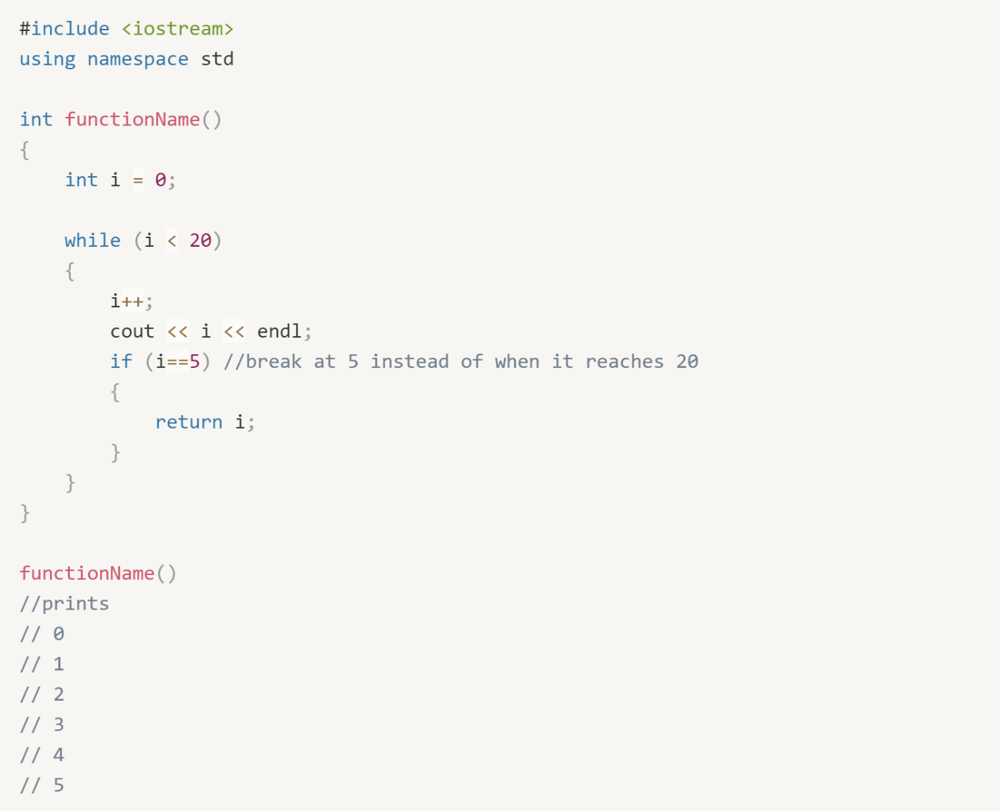 #include <iostream>
using namespace std
int functionName()
{
    int i = 0;
    while (i < 20)
    {
        i++;
        cout << i << endl;
        if (i==5) //break at 5 instead of when it reaches 20
        {
            return i;
        }
    }
}
functionName()
//prints
// 0
// 1
// 2
// 3
// 4
// 5